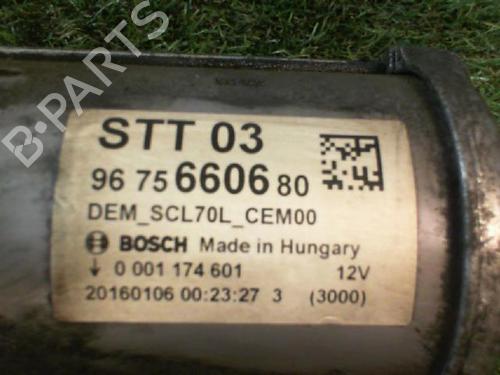 B-PARTS
STT 03
96 75 6606 80
DEM_SCL70L_CEM00
BOSCH Made in Hungary
0 001 174 601 12V
20160106 00:23:27 3 (3000)